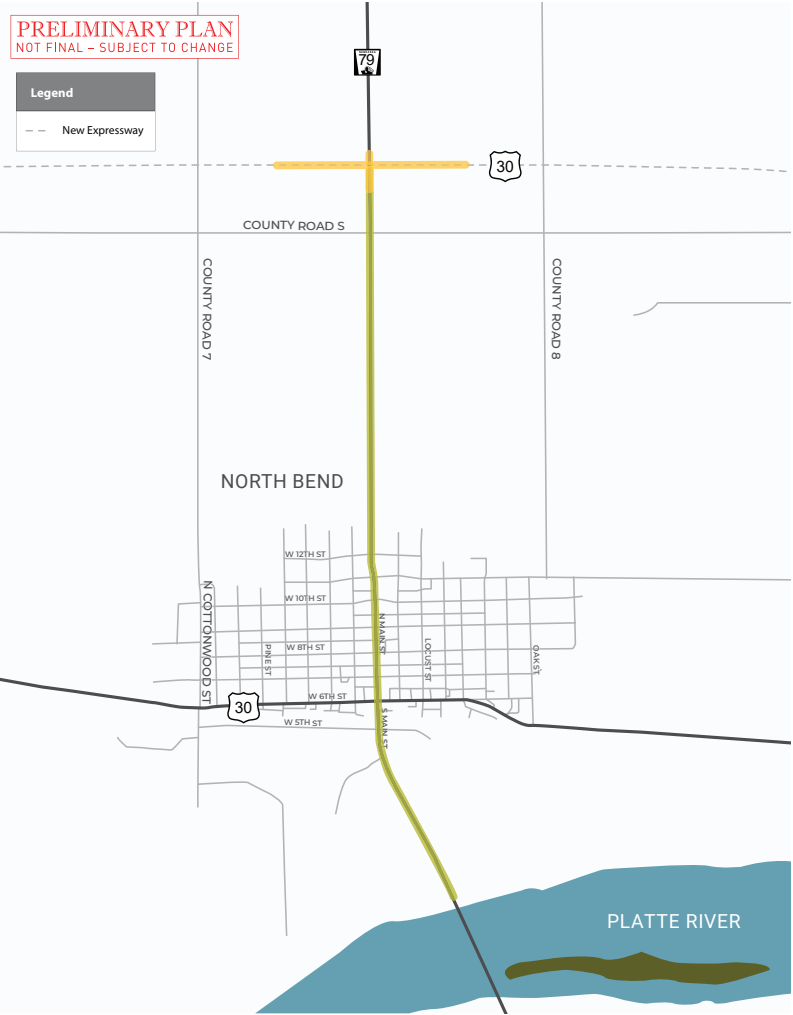 PRELIMINARY PLAN
NOT FINAL – SUBJECT TO CHANGE
79
Legend
New Expressway
30
COUNTY ROAD S
COUNTY ROAD 7
COUNTY ROAD 8
NORTH BEND
W 12TH ST
N COTTONWOOD ST
W 10TH ST
N MAIN ST
W 8TH ST
PINE ST
LOCUST ST
OAK ST
W 6TH ST
30
S MAIN ST
W 5TH ST
PLATTE RIVER